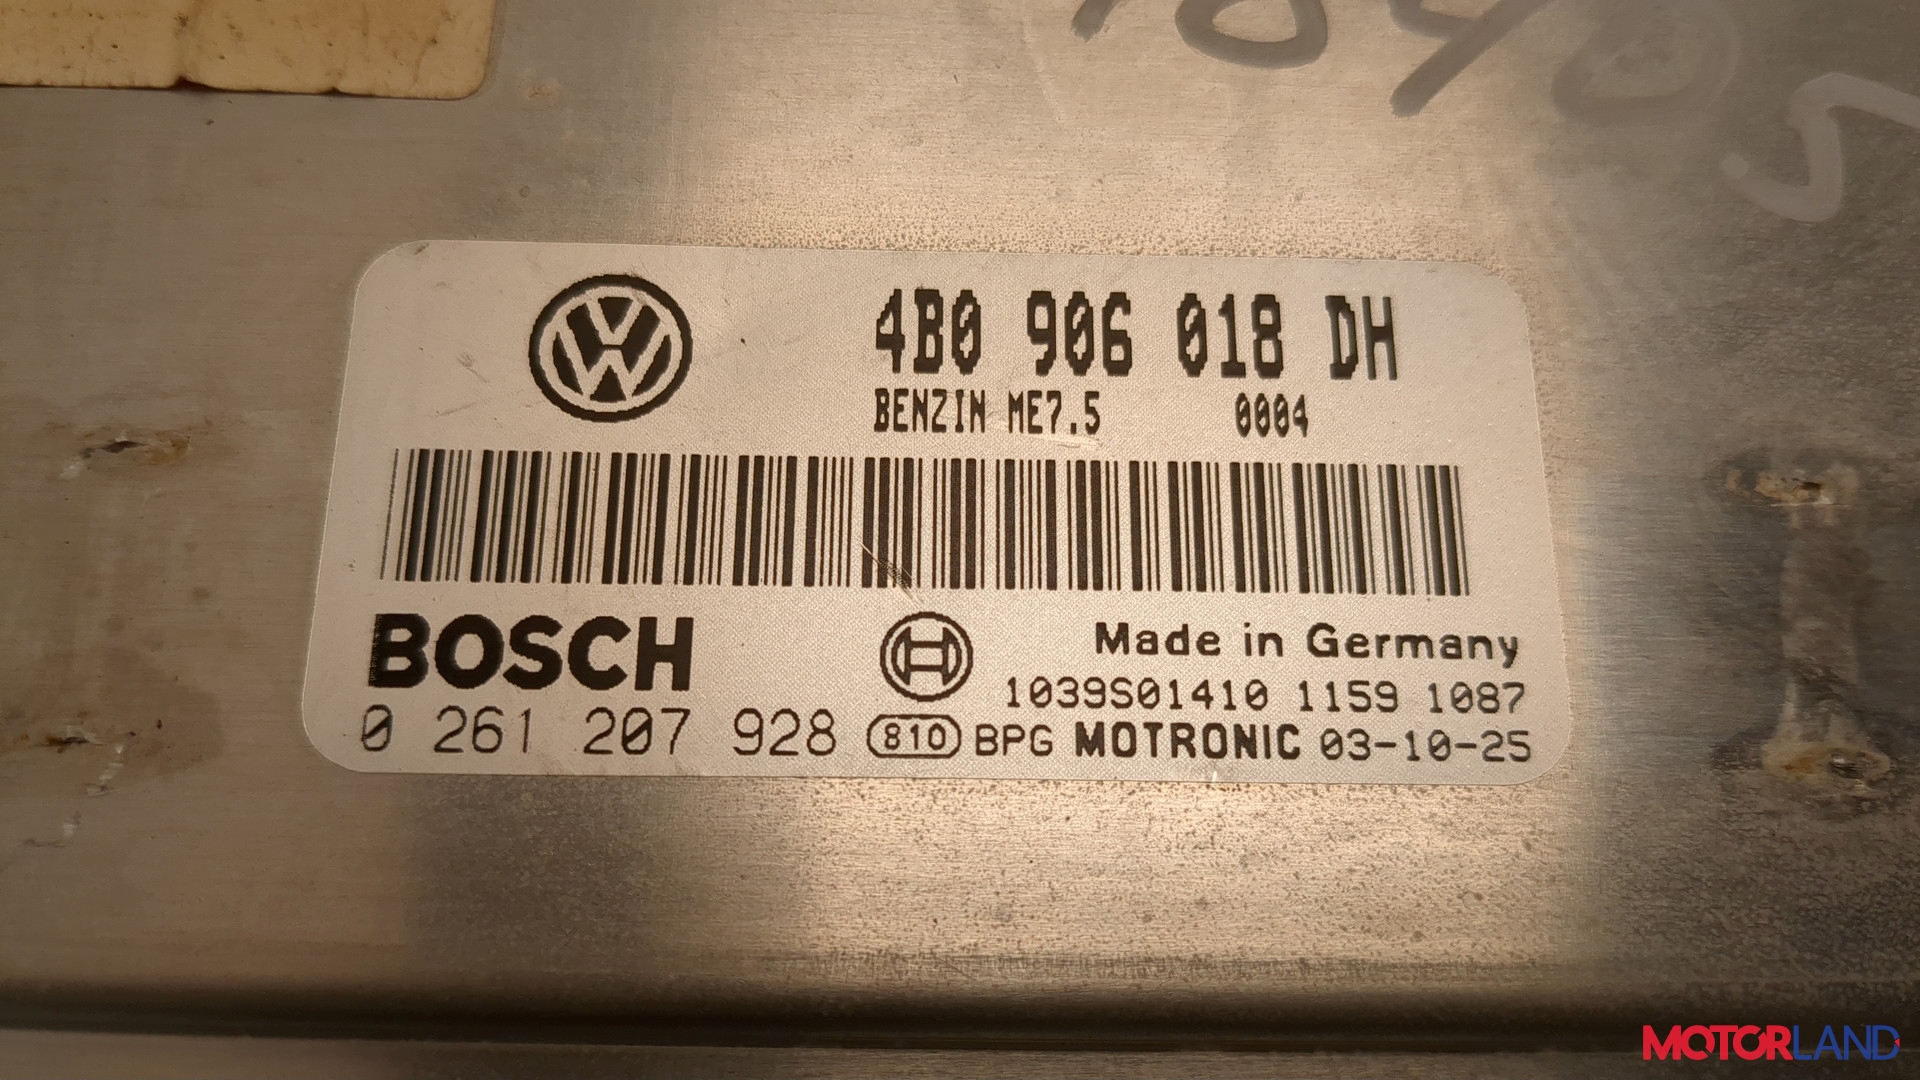 4B0 906 018 DH
BENZIN ME7.5 0004
BOSCH
Made in Germany
1039S01410 1159 1087
0 261 207 928 810 BPG MOTRONIC 03-10-25
MOTORLAND